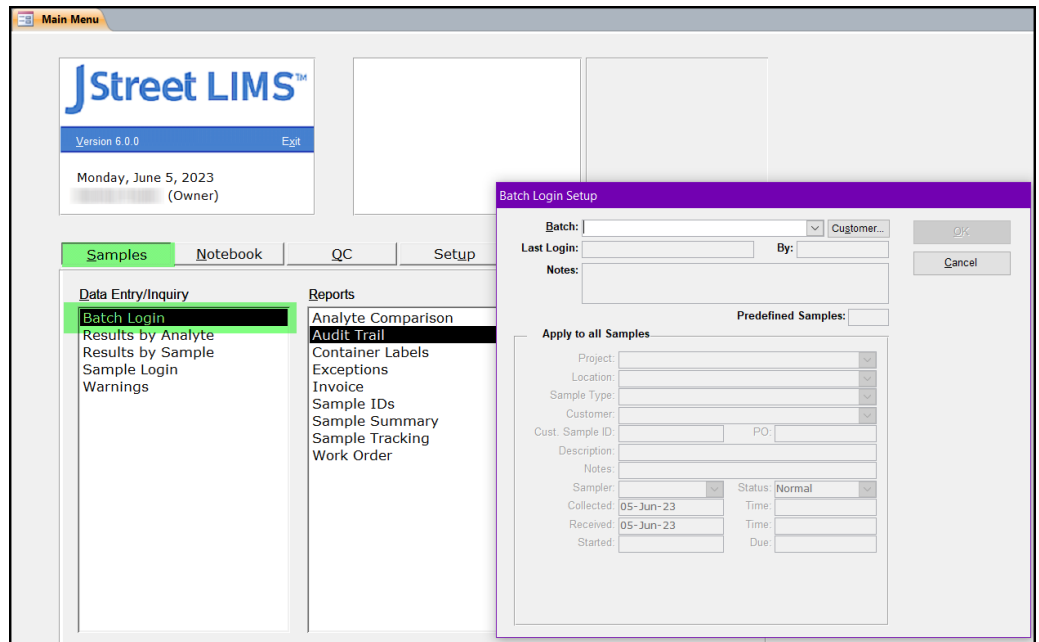 Main Menu
JStreet LIMS™
Version 6.0.0 Exit
Monday, June 5, 2023
(Owner)
Samples Notebook QC Setup
Data Entry/Inquiry
Batch Login
Results by Analyte
Results by Sample
Sample Login
Warnings
Reports
Analyte Comparison
Audit Trail
Container Labels
Exceptions
Invoice
Sample IDs
Sample Summary
Sample Tracking
Work Order
Batch Login Setup
Batch: Customer... OK
Last Login: By: Cancel
Notes:
Predefined Samples:
Apply to all Samples
Project:
Location:
Sample Type:
Customer:
Cust. Sample ID: PO:
Description:
Notes:
Sampler: Status: Normal
Collected: 05-Jun-23 Time:
Received: 05-Jun-23 Time:
Started: Due: